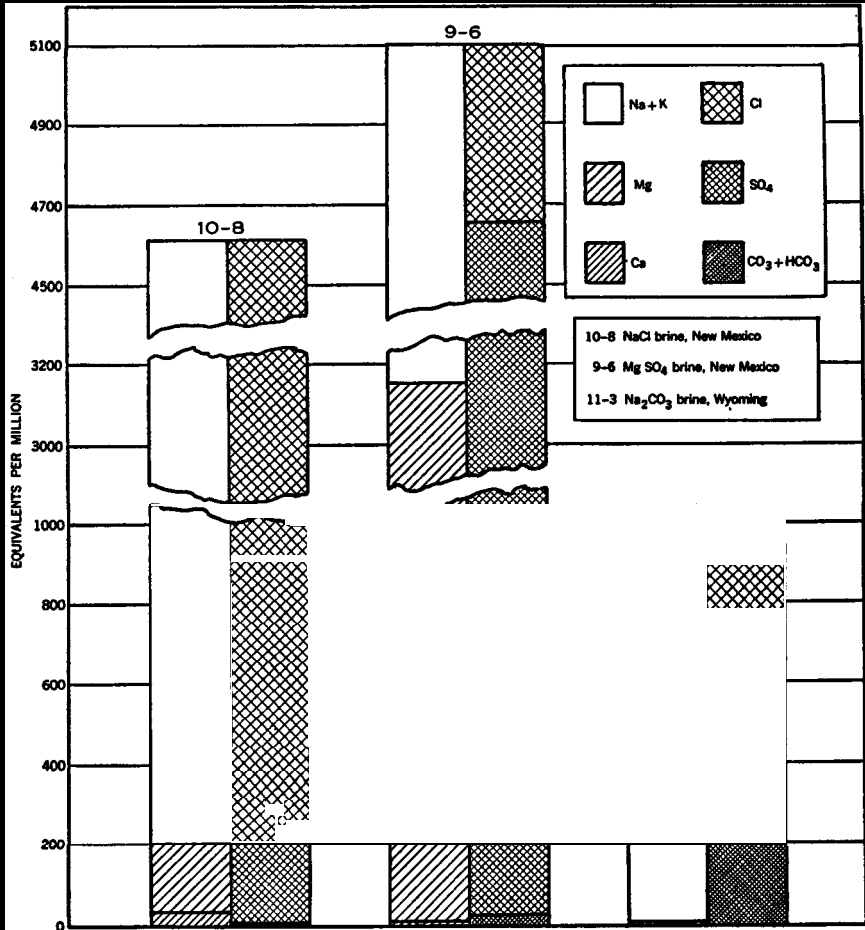 9-6
5100
4900
4700
4500
3200
3000
1000
800
600
400
200
0
EQUIVALENTS PER MILLION
10-8
Na+K
Cl
Mg
SO₄
Ca
CO₃+HCO₃
10-8 NaCl brine, New Mexico
9-6 Mg SO₄ brine, New Mexico
11-3 Na₂CO₃ brine, Wyoming